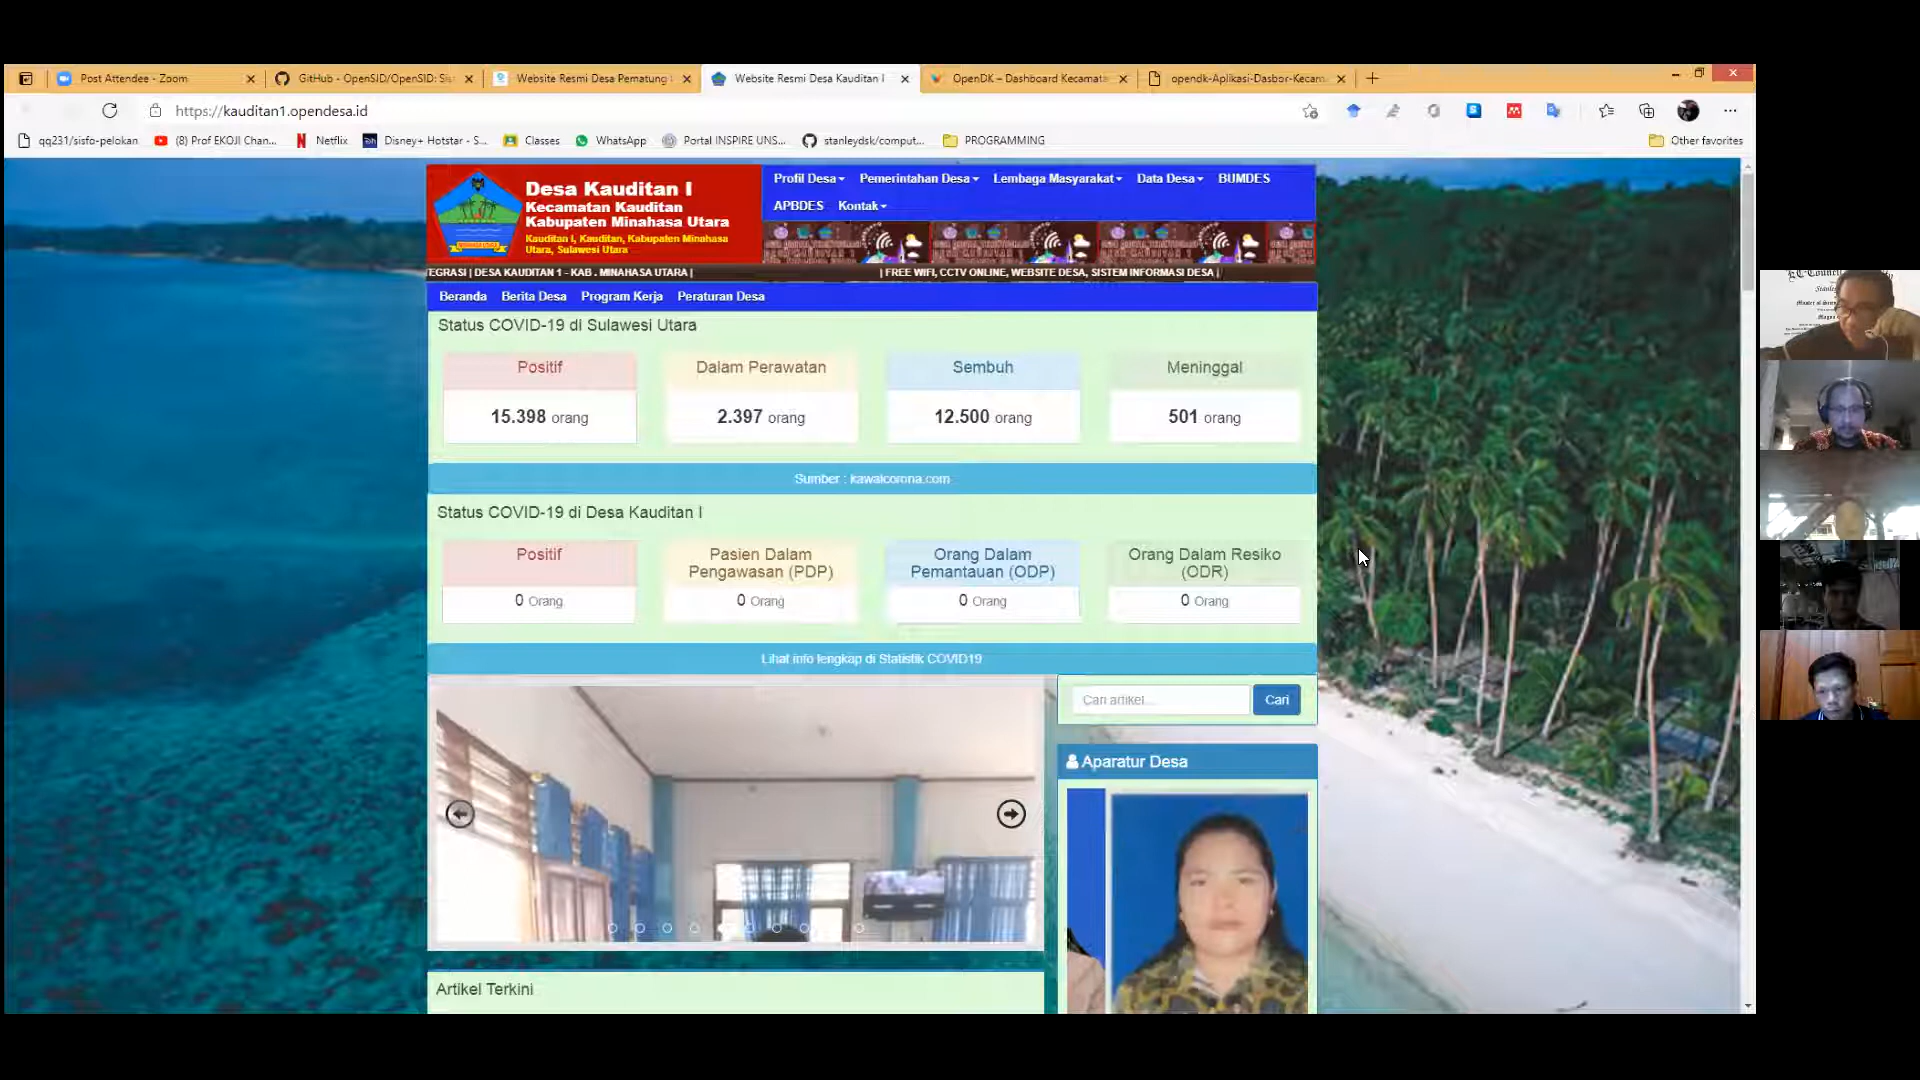 Post Attendee - Zoom
GitHub - OpenSID/OpenSID: Sis
Website Resmi Desa Pematung
Website Resmi Desa Kauditan I
OpenDK – Dashboard Kecamata
opendk-Aplikasi-Dasbor-Kecam
https://kauditan1.opendesa.id
qq231/sisfo-pelokan
(8) Prof EKOJI Chan...
Netflix
Disney+ Hotstar - S...
Classes
WhatsApp
Portal INSPIRE UNS...
stanleydsk/comput...
PROGRAMMING
Other favorites
Desa Kauditan I
Kecamatan Kauditan
Kabupaten Minahasa Utara
Kauditan I, Kauditan, Kabupaten Minahasa
Utara, Sulawesi Utara
Profil Desa
Pemerintahan Desa
Lembaga Masyarakat
Data Desa
BUMDES
APBDES
Kontak
EGRASI | DESA KAUDITAN 1 - KAB . MINAHASA UTARA |
| FREE WIFI, CCTV ONLINE, WEBSITE DESA, SISTEM INFORMASI DESA |
Beranda
Berita Desa
Program Kerja
Peraturan Desa
Status COVID-19 di Sulawesi Utara
Positif
Dalam Perawatan
Sembuh
Meninggal
15.398 orang
2.397 orang
12.500 orang
501 orang
Sumber : kawalcorona.com
Status COVID-19 di Desa Kauditan I
Positif
Pasien Dalam
Pengawasan (PDP)
Orang Dalam
Pemantauan (ODP)
Orang Dalam Resiko
(ODR)
0 Orang
0 Orang
0 Orang
0 Orang
Lihat info lengkap di Statistik COVID19
Cari artikel...
Cari
Aparatur Desa
Artikel Terkini